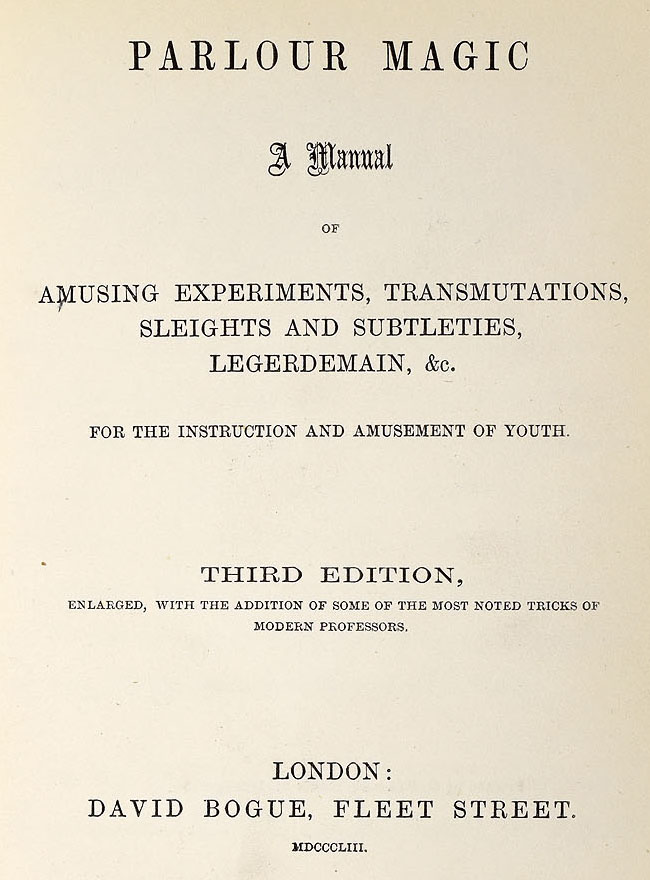 PARLOUR MAGIC
A Manual
OF
AMUSING EXPERIMENTS, TRANSMUTATIONS,
SLEIGHTS AND SUBTLETIES,
LEGERDEMAIN, &c.
FOR THE INSTRUCTION AND AMUSEMENT OF YOUTH.
THIRD EDITION,
ENLARGED, WITH THE ADDITION OF SOME OF THE MOST NOTED TRICKS OF
MODERN PROFESSORS.
LONDON:
DAVID BOGUE, FLEET STREET.
MDCCCLIII.